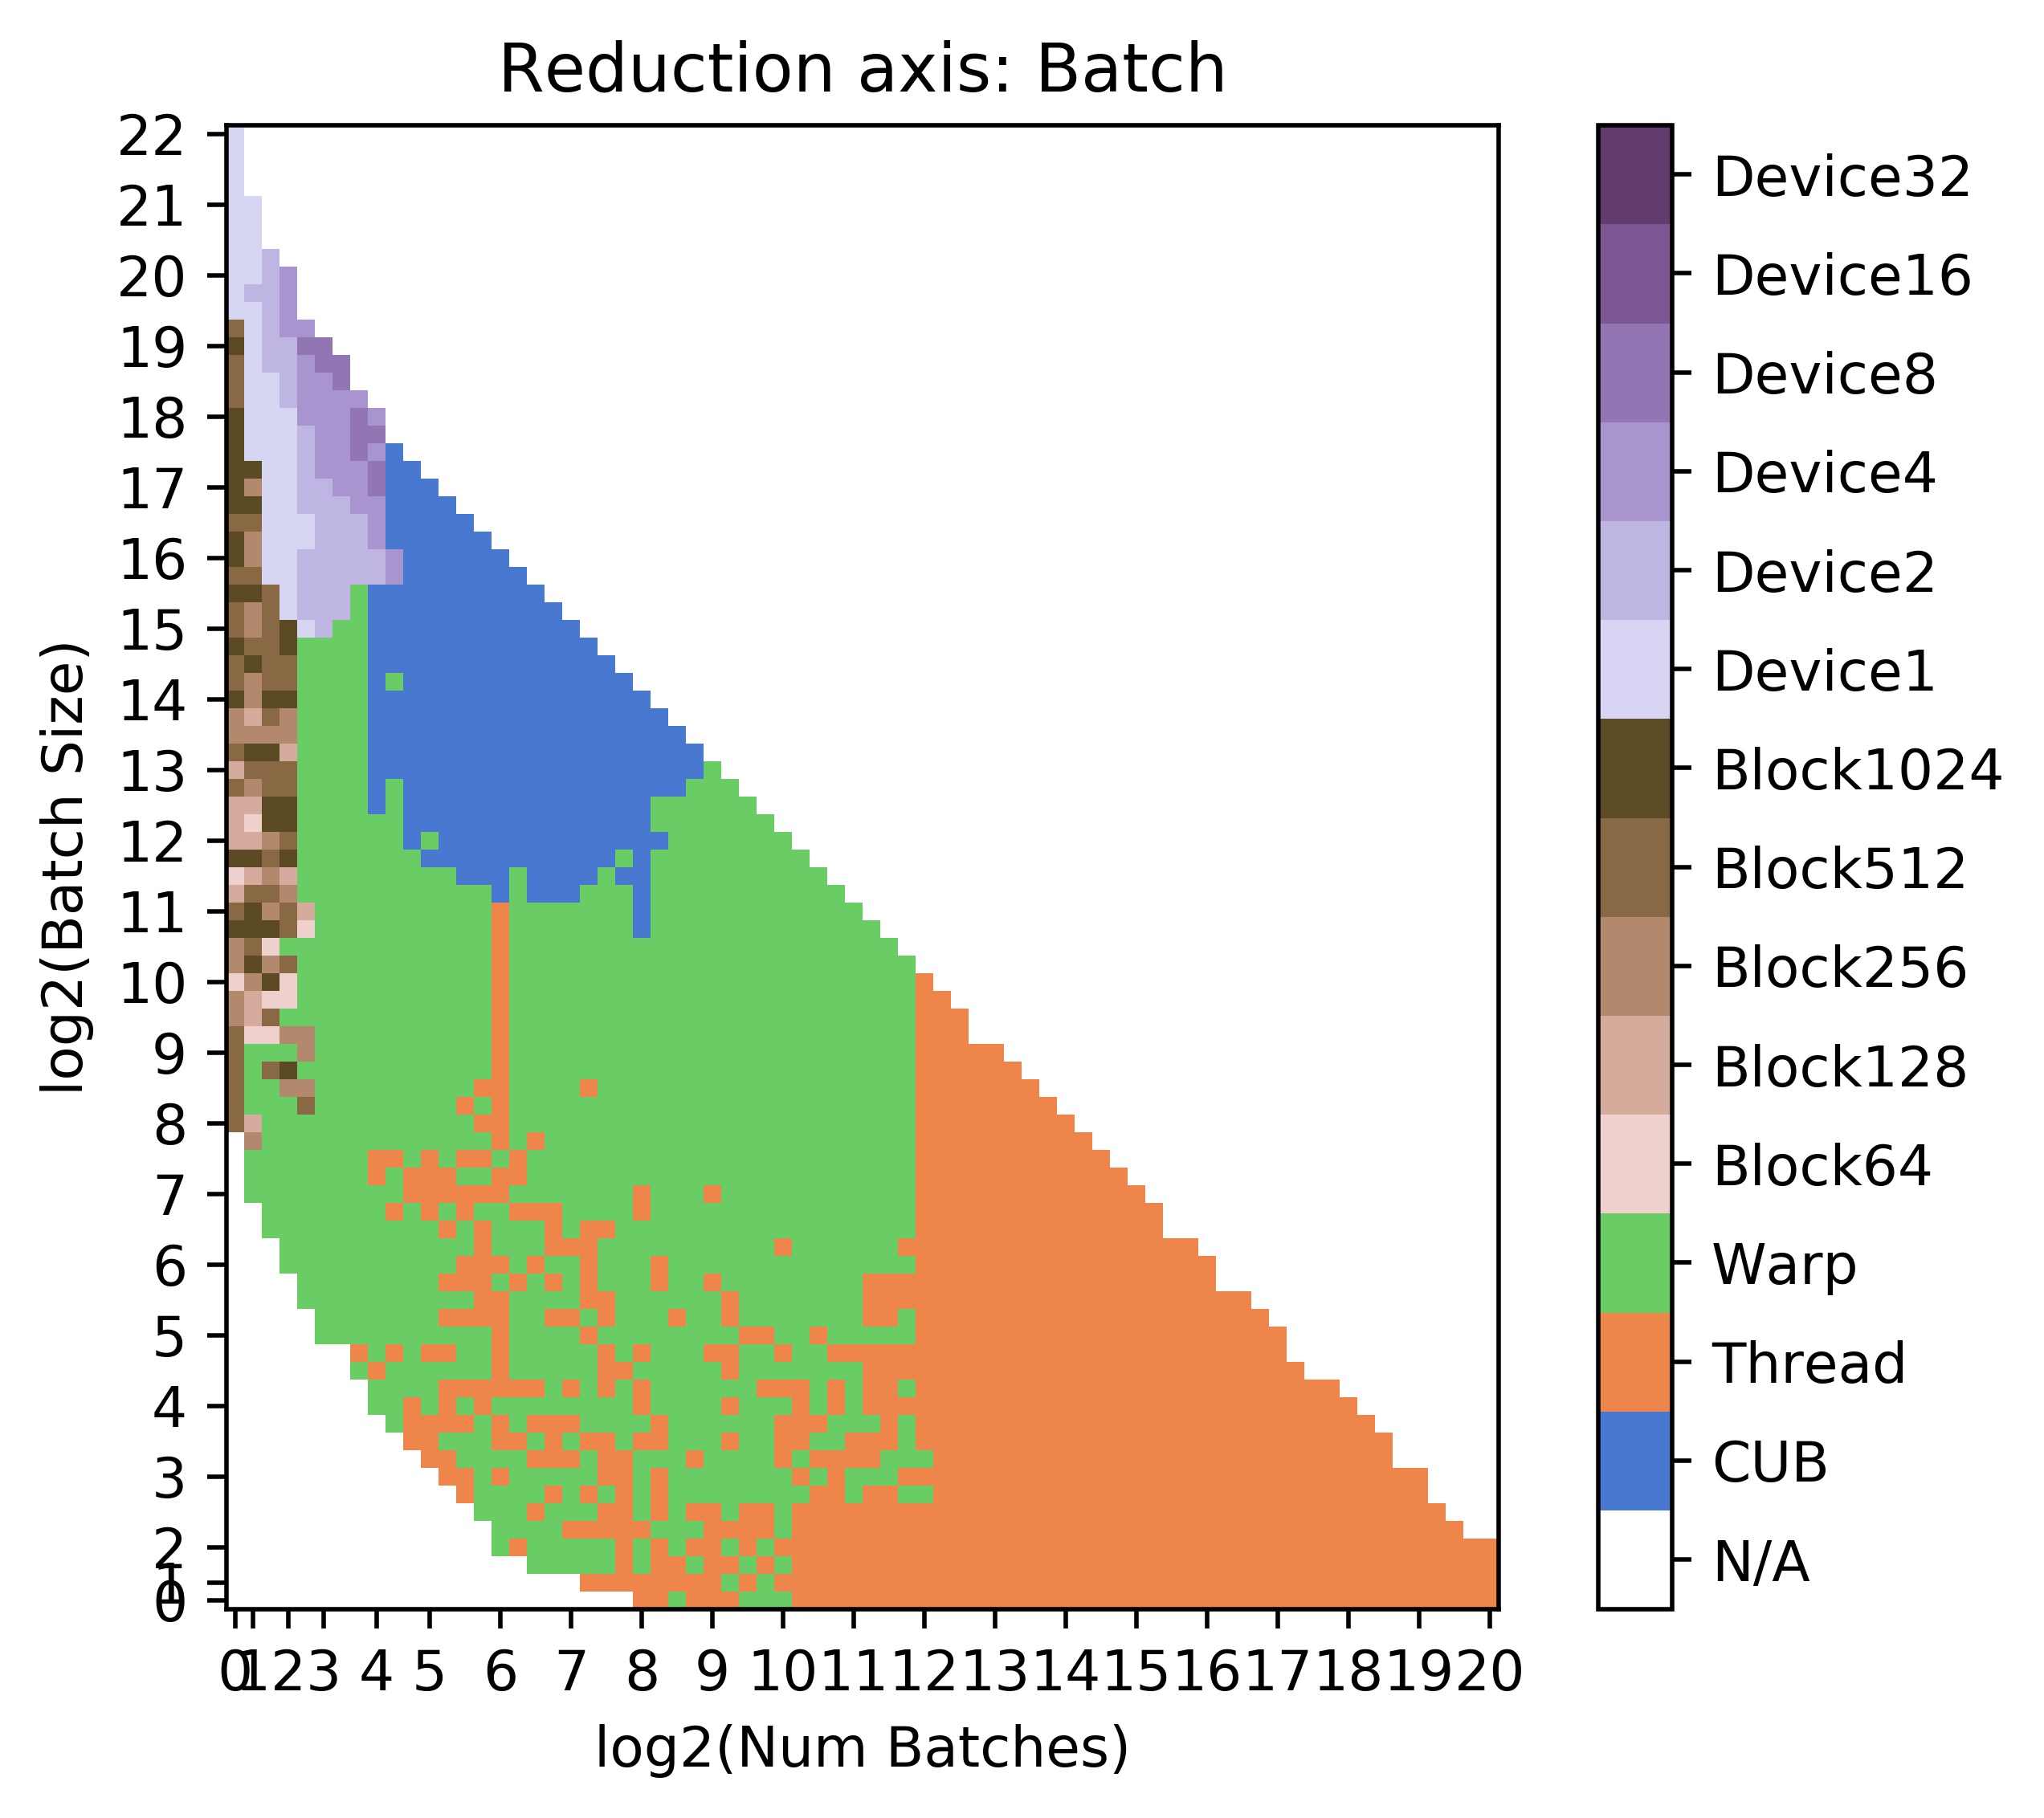 Reduction axis: Batch
22
21
20
19
18
17
16
15
14
13
12
11
10
9
8
7
6
5
4
3
2
1
0
log2(Batch Size)
0 1 2 3 4 5 6 7 8 9 10 11 12 13 14 15 16 17 18 19 20
log2(Num Batches)
Device32
Device16
Device8
Device4
Device2
Device1
Block1024
Block512
Block256
Block128
Block64
Warp
Thread
CUB
N/A